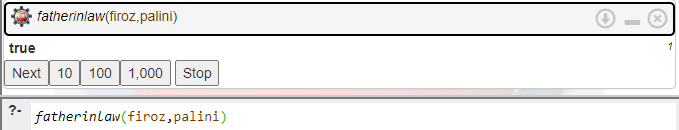 fatherinlaw(firoz,palini)
true
1
Next 10 100 1,000 Stop
?- fatherinlaw(firoz,palini)